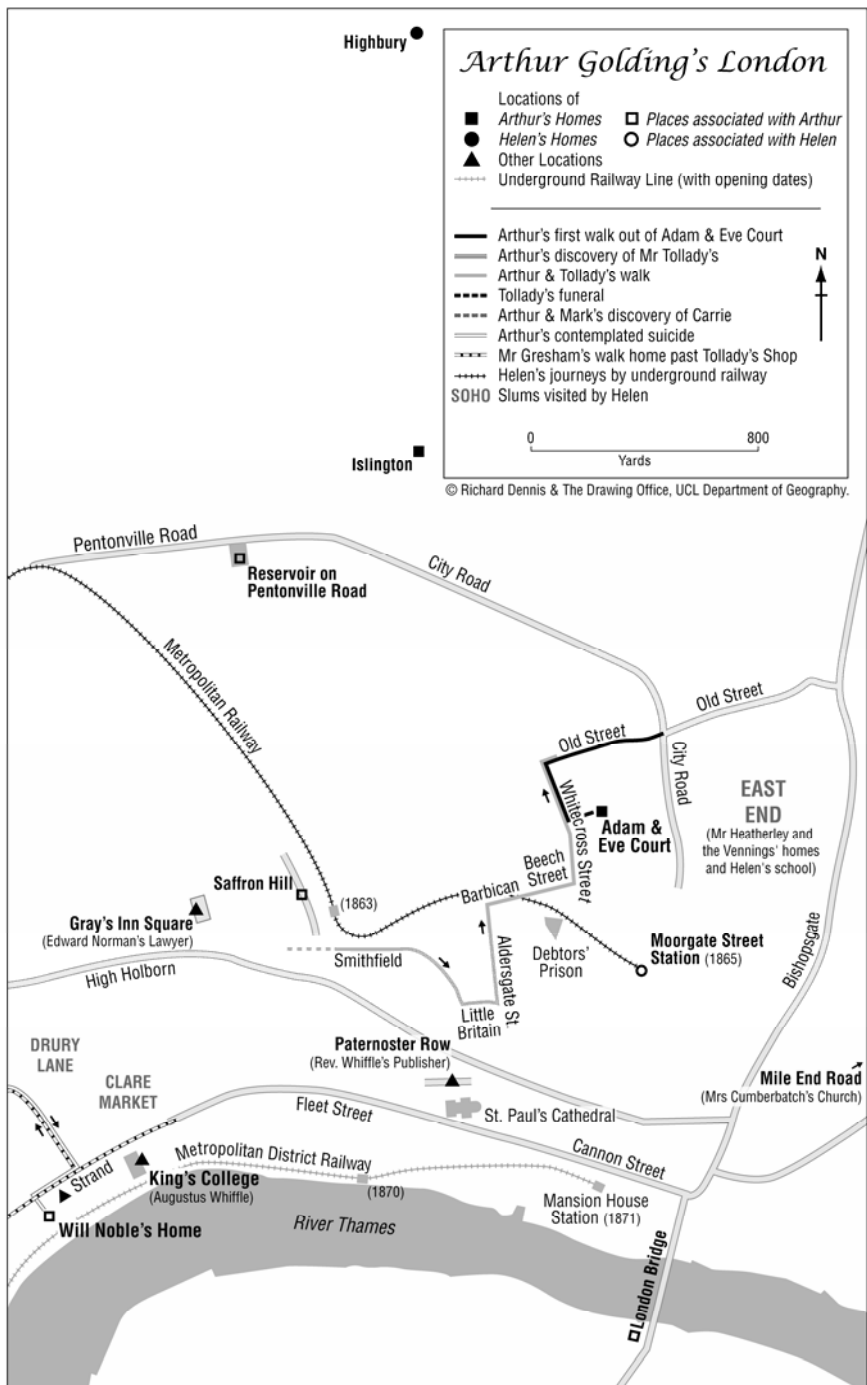 Highbury
Arthur Golding's London
Locations of
Arthur's Homes
Places associated with Arthur
Helen's Homes
Places associated with Helen
Other Locations
Underground Railway Line (with opening dates)
Arthur's first walk out of Adam & Eve Court
Arthur's discovery of Mr Tollady's
Arthur & Tollady's walk
Tollady's funeral
Arthur & Mark's discovery of Carrie
Arthur's contemplated suicide
Mr Gresham's walk home past Tollady's Shop
Helen's journeys by underground railway
SOHO Slums visited by Helen
N
0 800
Yards
Islington
© Richard Dennis & The Drawing Office, UCL Department of Geography.
Pentonville Road
Reservoir on
Pentonville Road
City Road
Metropolitan Railway
Old Street
Old Street
City Road
Whitecross Street
Adam &
Eve Court
EAST
END
(Mr Heatherley and
the Vennings' homes
and Helen's school)
Beech
Street
Barbican
Saffron Hill
(1863)
Gray's Inn Square
(Edward Norman's Lawyer)
High Holborn
Smithfield
Aldersgate St.
Debtors'
Prison
Moorgate Street
Station (1865)
Bishopsgate
Little
Britain
Paternoster Row
(Rev. Whiffle's Publisher)
DRURY
LANE
CLARE
MARKET
Fleet Street
St. Paul's Cathedral
Mile End Road
(Mrs Cumberbatch's Church)
Cannon Street
Strand
King's College
(Augustus Whiffle)
Metropolitan District Railway
(1870)
Mansion House
Station (1871)
Will Noble's Home
River Thames
London Bridge